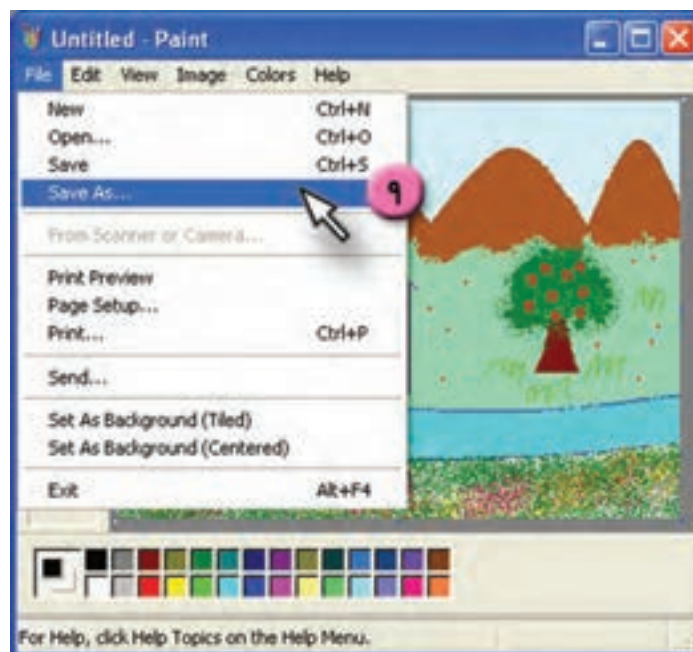 Untitled - Paint
File Edit View Image Colors Help
New Ctrl+N
Open... Ctrl+O
Save Ctrl+S
Save As...
۹
From Scanner or Camera...
Print Preview
Page Setup...
Print... Ctrl+P
Send...
Set As Background (Tiled)
Set As Background (Centered)
Exit Alt+F4
For Help, click Help Topics on the Help Menu.